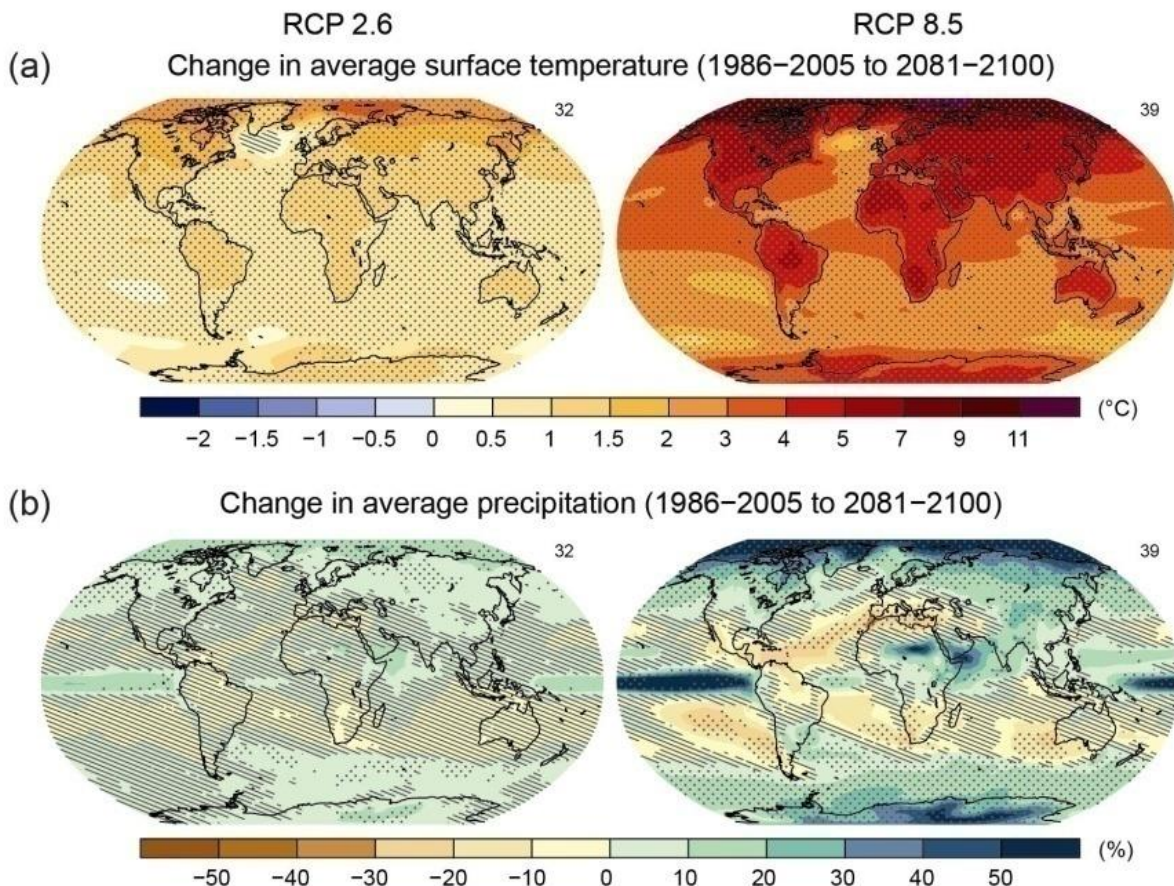 RCP 2.6 RCP 8.5
(a) Change in average surface temperature (1986−2005 to 2081−2100)
32 39
(°C)
−2 −1.5 −1 −0.5 0 0.5 1 1.5 2 3 4 5 7 9 11
(b) Change in average precipitation (1986−2005 to 2081−2100)
32 39
(%)
−50 −40 −30 −20 −10 0 10 20 30 40 50